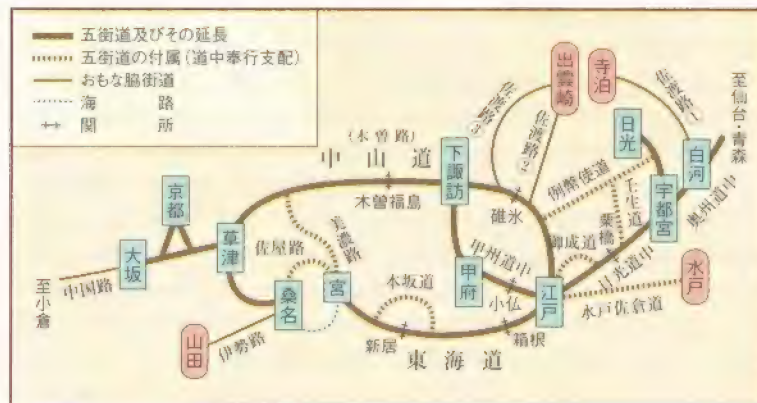 五街道及びその延長
五街道の付属(道中奉行支配)
おもな脇街道
海路
関所
出雲崎
寺泊
佐渡路3
佐渡路2
佐渡路1
至仙台・青森
日光
白河
(木曽路)
中山道
下諏訪
例幣使道
壬生道
宇都宮
奥州道中
京都
木曽福島
碓氷
栗橋
草津
佐屋路
美濃路
甲州道中
御成道
日光道中
大坂
本坂道
甲府
水戸
至小倉
中国路
桑名
宮
小仏
江戸
水戸佐倉道
山田
伊勢路
新居
箱根
東海道